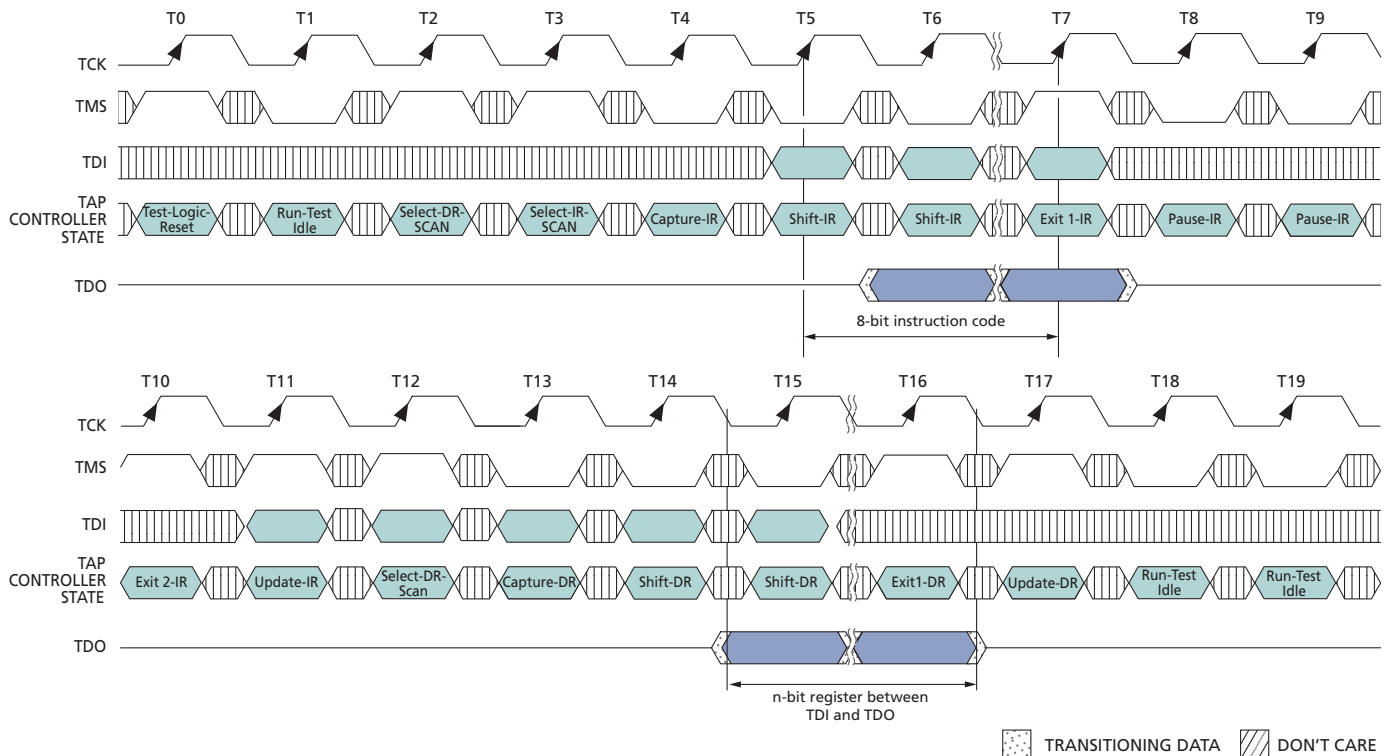 T0 T1 T2 T3 T4 T5 T6 T7 T8 T9
TCK
TMS
TDI
TAP
CONTROLLER
STATE
Test-Logic-
Reset
Run-Test
Idle
Select-DR-
SCAN
Select-IR-
SCAN
Capture-IR
Shift-IR
Shift-IR
Exit 1-IR
Pause-IR
Pause-IR
TDO
8-bit instruction code
T10 T11 T12 T13 T14 T15 T16 T17 T18 T19
TCK
TMS
TDI
TAP
CONTROLLER
STATE
Exit 2-IR
Update-IR
Select-DR-
Scan
Capture-DR
Shift-DR
Shift-DR
Exit1-DR
Update-DR
Run-Test
Idle
Run-Test
Idle
TDO
n-bit register between
TDI and TDO
TRANSITIONING DATA
DON'T CARE